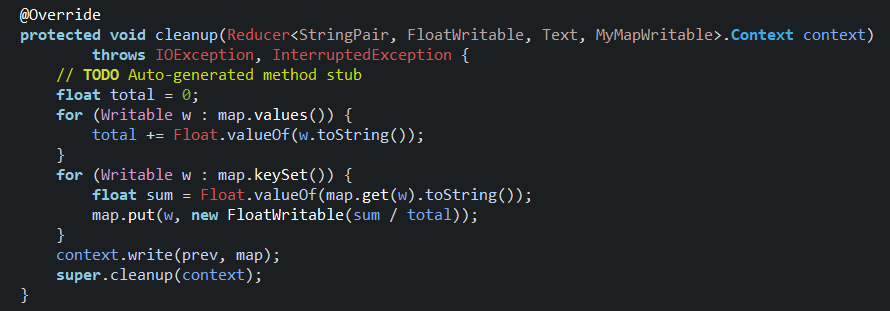 @Override
protected void cleanup(Reducer<StringPair, FloatWritable, Text, MyMapWritable>.Context context)
        throws IOException, InterruptedException {
    // TODO Auto-generated method stub
    float total = 0;
    for (Writable w : map.values()) {
        total += Float.valueOf(w.toString());
    }
    for (Writable w : map.keySet()) {
        float sum = Float.valueOf(map.get(w).toString());
        map.put(w, new FloatWritable(sum / total));
    }
    context.write(prev, map);
    super.cleanup(context);
}